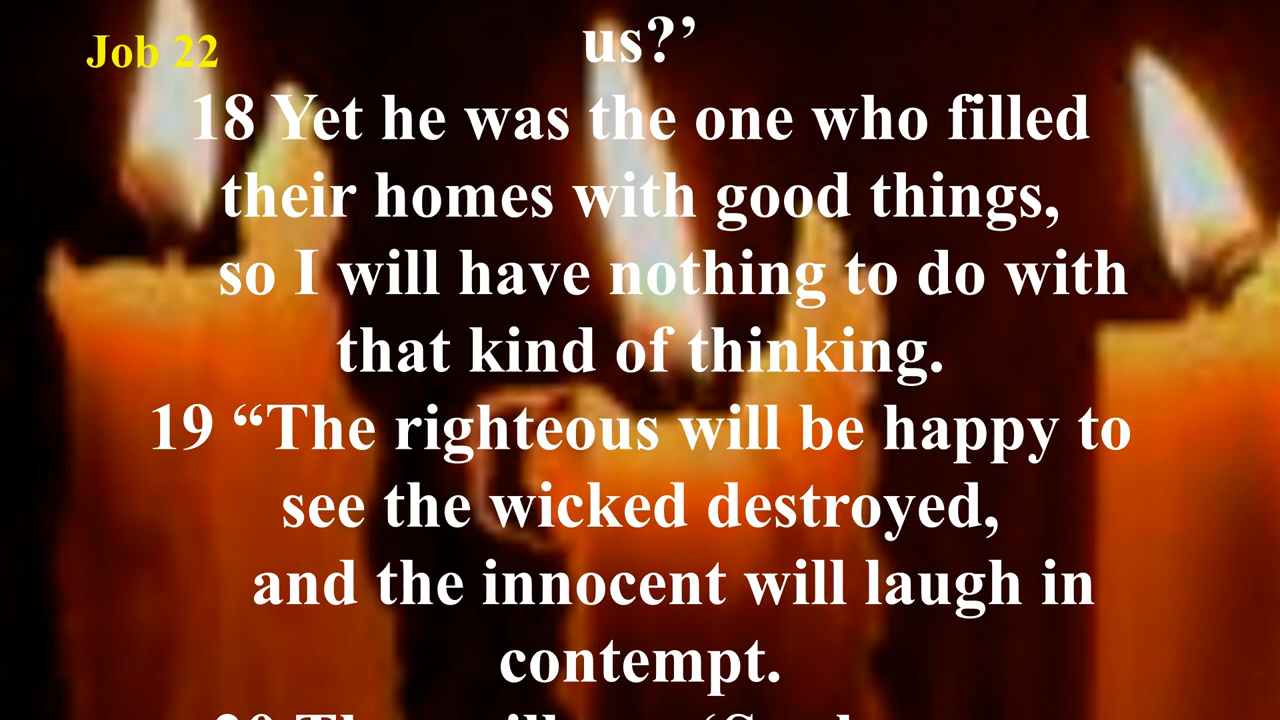 Job 22
us?’
18 Yet he was the one who filled
their homes with good things,
so I will have nothing to do with
that kind of thinking.
19 “The righteous will be happy to
see the wicked destroyed,
and the innocent will laugh in
contempt.